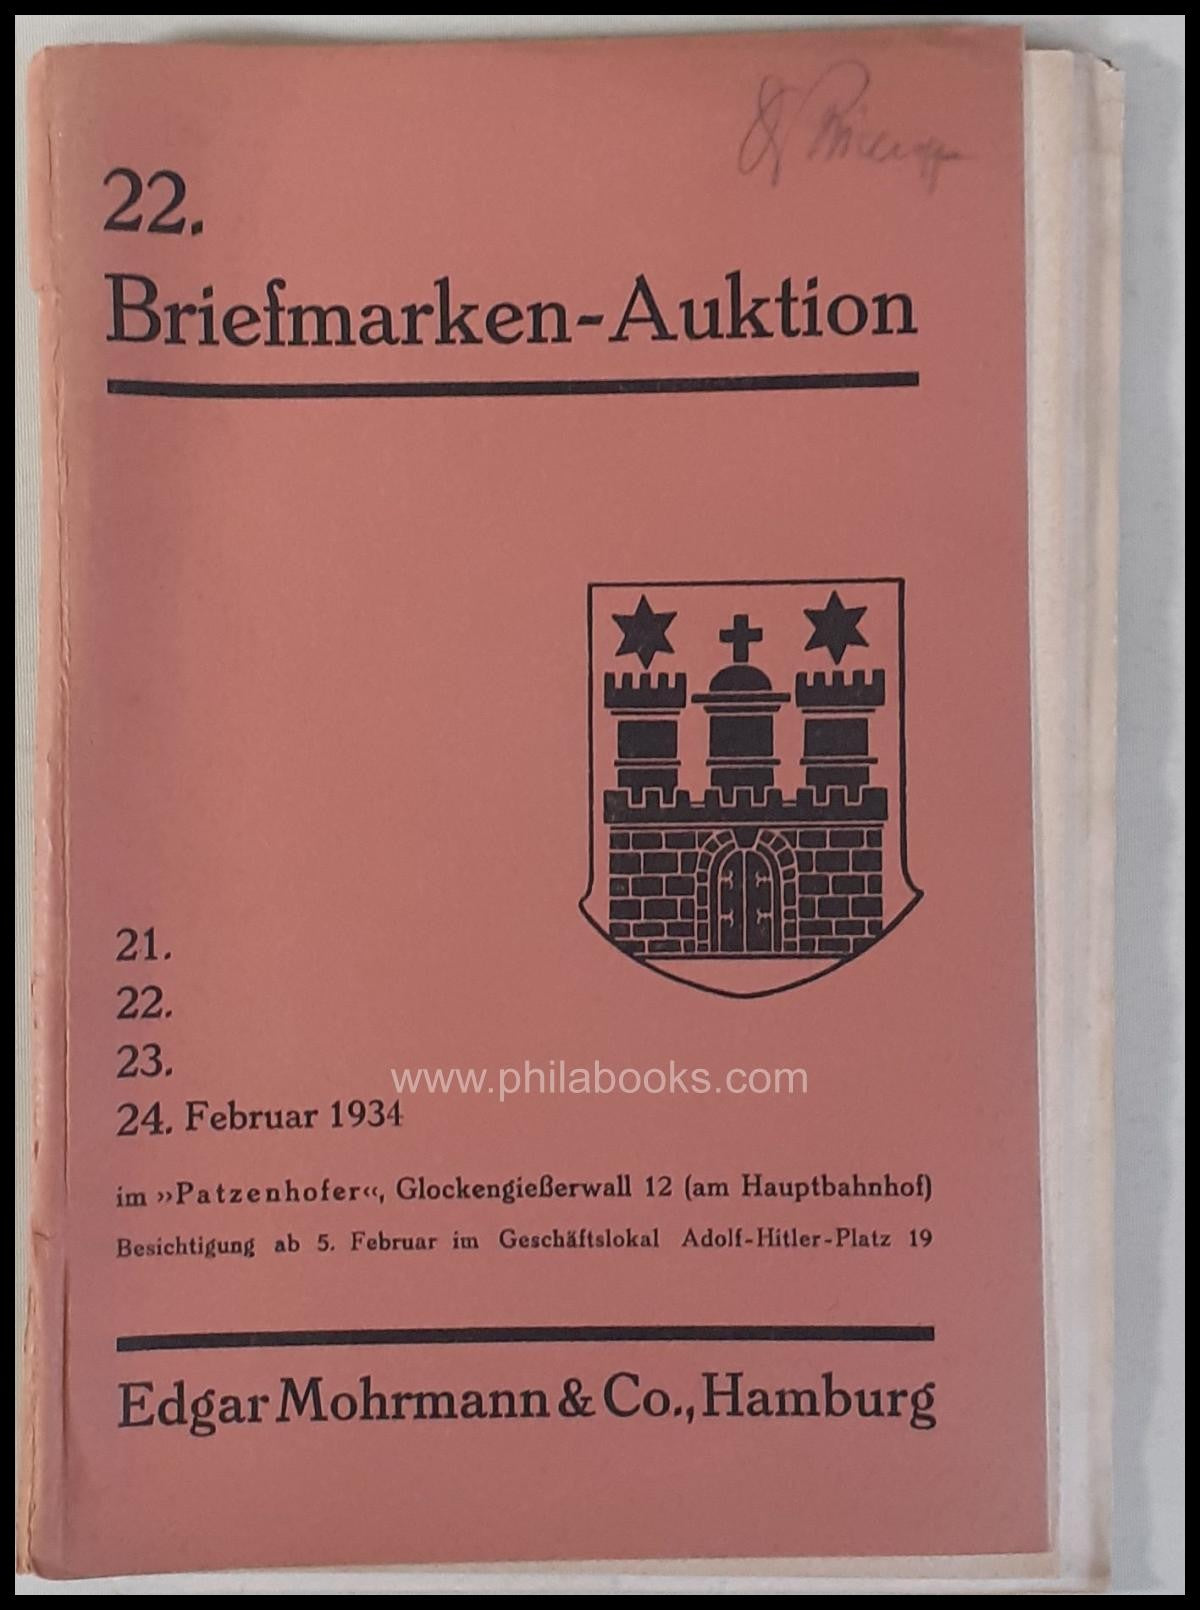 22.
Briefmarken-Auktion
21.
22.
23.
www.philabooks.com
24. Februar 1934
im »Patzenhofer«, Glockengießerwall 12 (am Hauptbahnhof)
Besichtigung ab 5. Februar im Geschäftslokal Adolf-Hitler-Platz 19
Edgar Mohrmann & Co., Hamburg